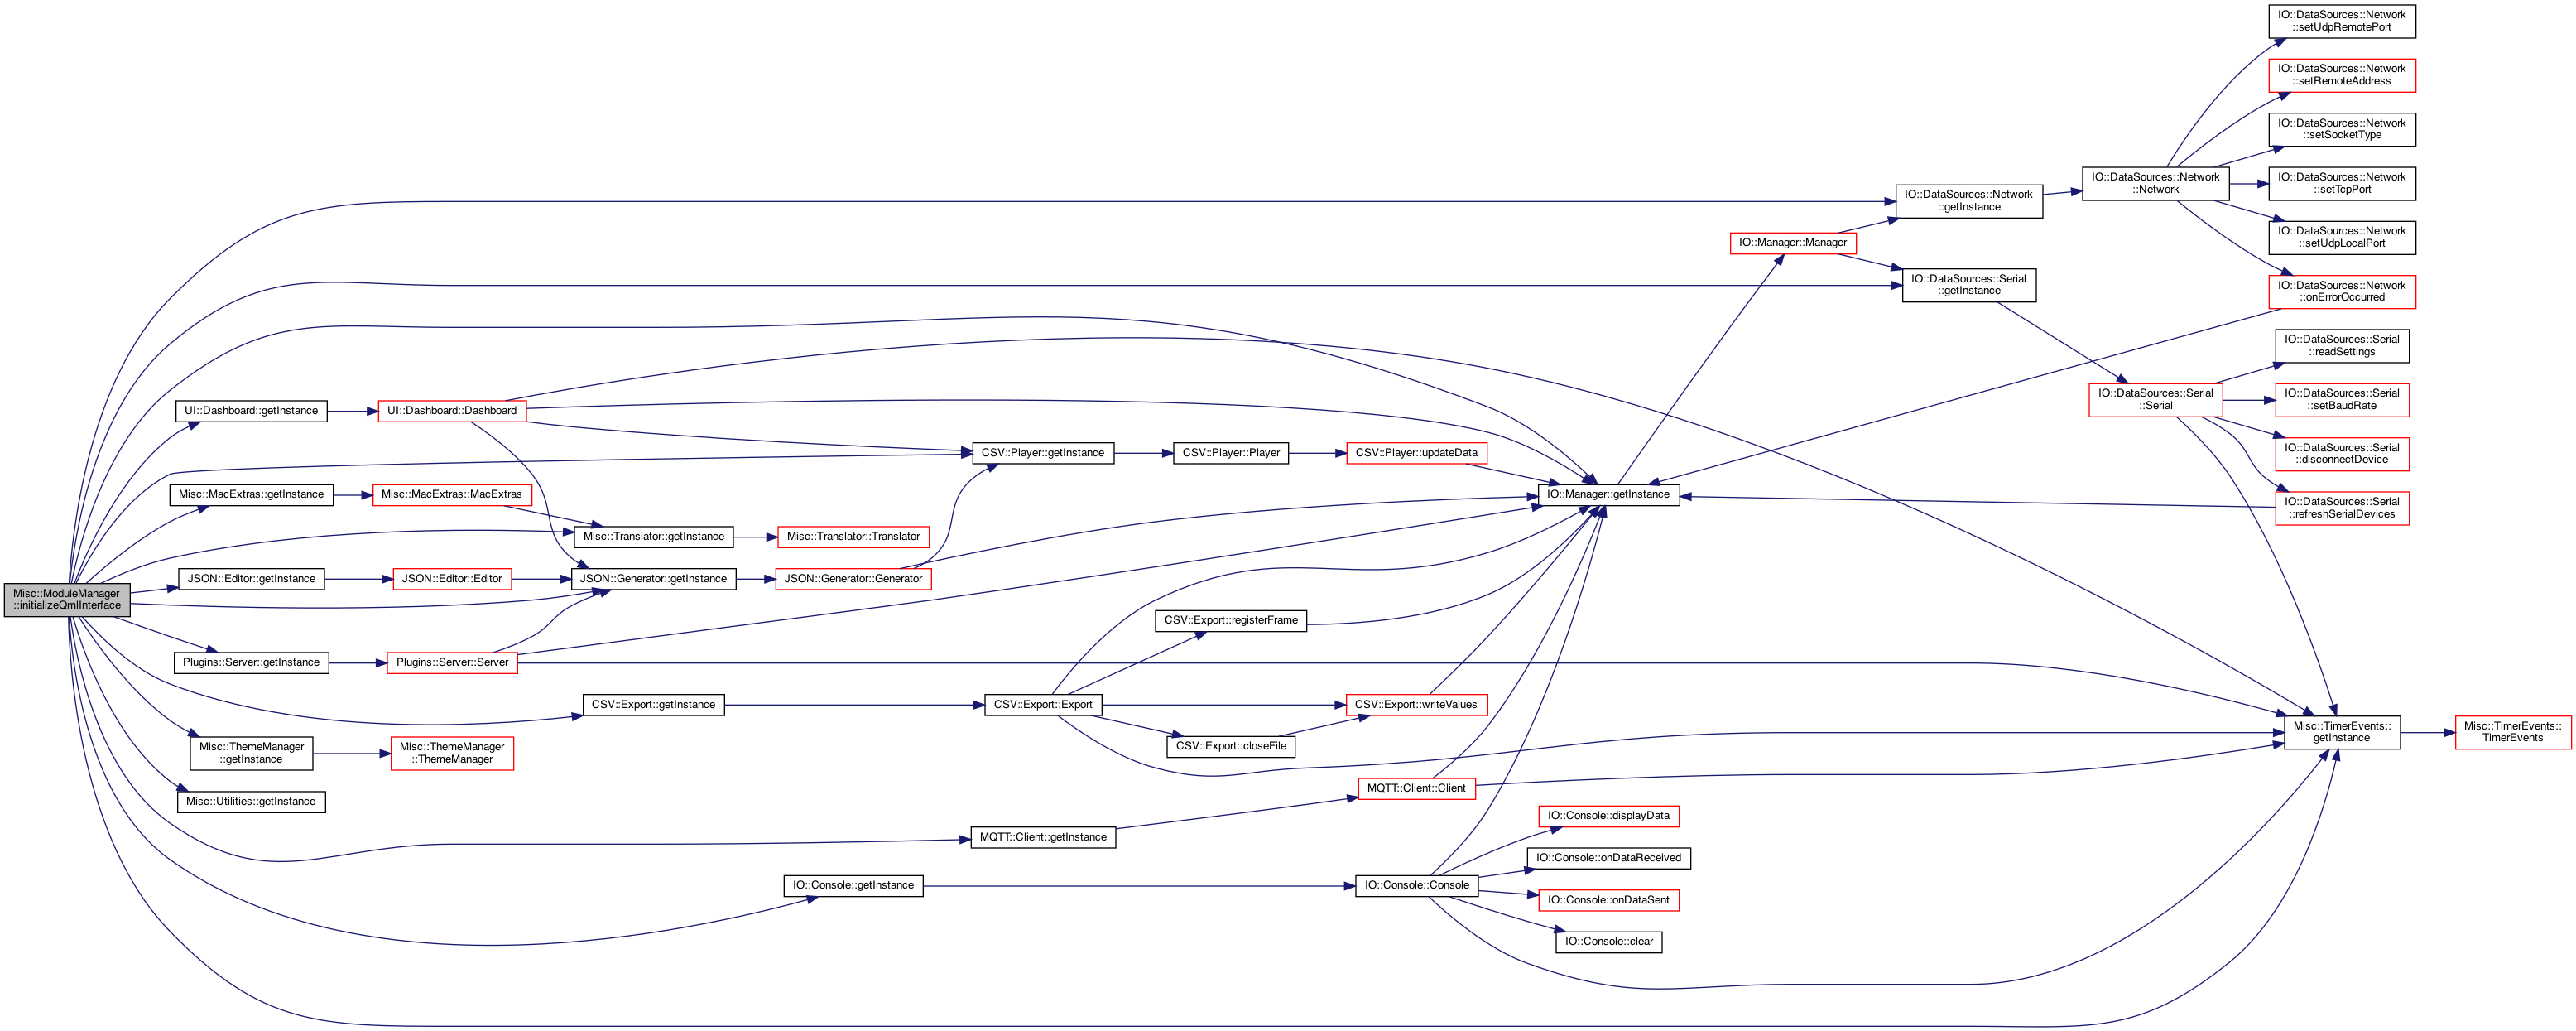 Misc::ModuleManager
::initializeQmlInterface
UI::Dashboard::getInstance
Misc::MacExtras::getInstance
JSON::Editor::getInstance
Plugins::Server::getInstance
Misc::ThemeManager
::getInstance
Misc::Utilities::getInstance
UI::Dashboard::Dashboard
Misc::MacExtras::MacExtras
JSON::Editor::Editor
Plugins::Server::Server
Misc::ThemeManager
::ThemeManager
Misc::Translator::getInstance
JSON::Generator::getInstance
CSV::Export::getInstance
Misc::Translator::Translator
JSON::Generator::Generator
IO::Console::getInstance
CSV::Player::getInstance
CSV::Export::Export
MQTT::Client::getInstance
CSV::Player::Player
CSV::Export::registerFrame
CSV::Export::closeFile
CSV::Player::updateData
CSV::Export::writeValues
MQTT::Client::Client
IO::Console::Console
IO::Manager::getInstance
IO::Console::displayData
IO::Console::onDataReceived
IO::Console::onDataSent
IO::Console::clear
IO::Manager::Manager
IO::DataSources::Network
::getInstance
IO::DataSources::Serial
::getInstance
IO::DataSources::Network
::Network
IO::DataSources::Serial
::Serial
IO::DataSources::Network
::setUdpRemotePort
IO::DataSources::Network
::setRemoteAddress
IO::DataSources::Network
::setSocketType
IO::DataSources::Network
::setTcpPort
IO::DataSources::Network
::setUdpLocalPort
IO::DataSources::Network
::onErrorOccurred
IO::DataSources::Serial
::readSettings
IO::DataSources::Serial
::setBaudRate
IO::DataSources::Serial
::disconnectDevice
IO::DataSources::Serial
::refreshSerialDevices
Misc::TimerEvents::
getInstance
Misc::TimerEvents::
TimerEvents